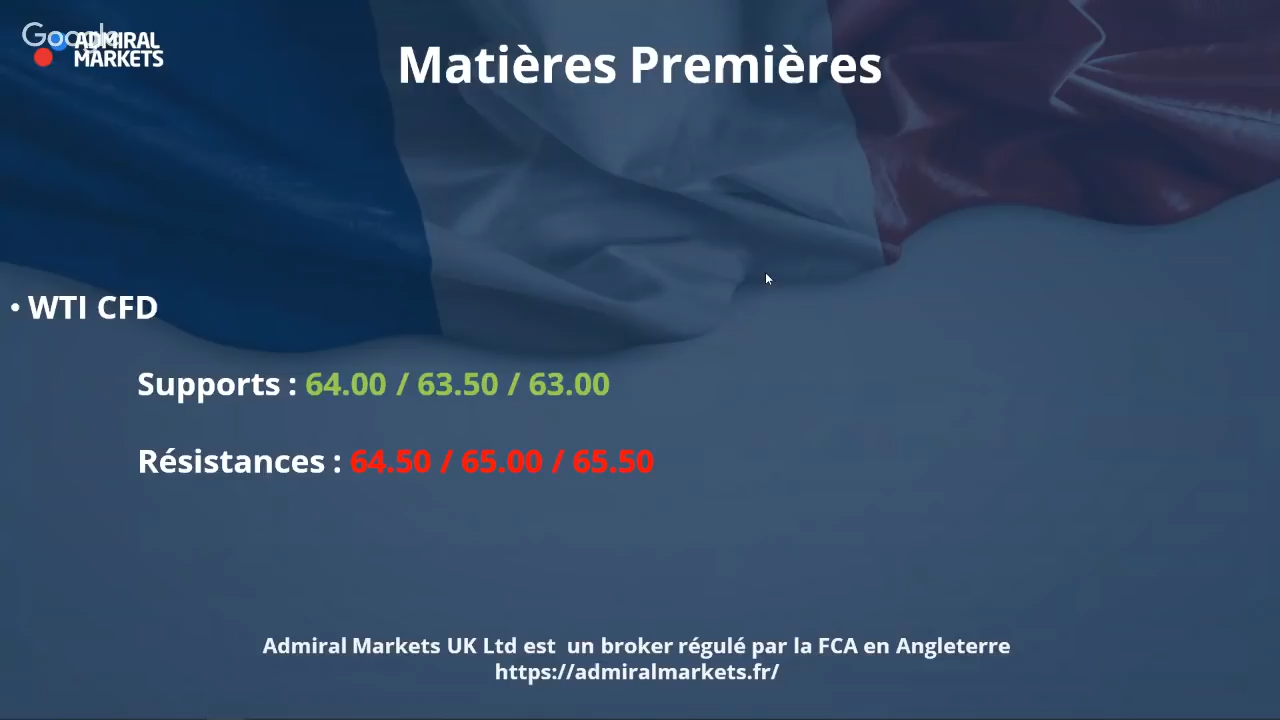 Google
ADMIRAL
MARKETS
Matières Premières
• WTI CFD
Supports : 64.00 / 63.50 / 63.00
Résistances : 64.50 / 65.00 / 65.50
Admiral Markets UK Ltd est  un broker régulé par la FCA en Angleterre
https://admiralmarkets.fr/